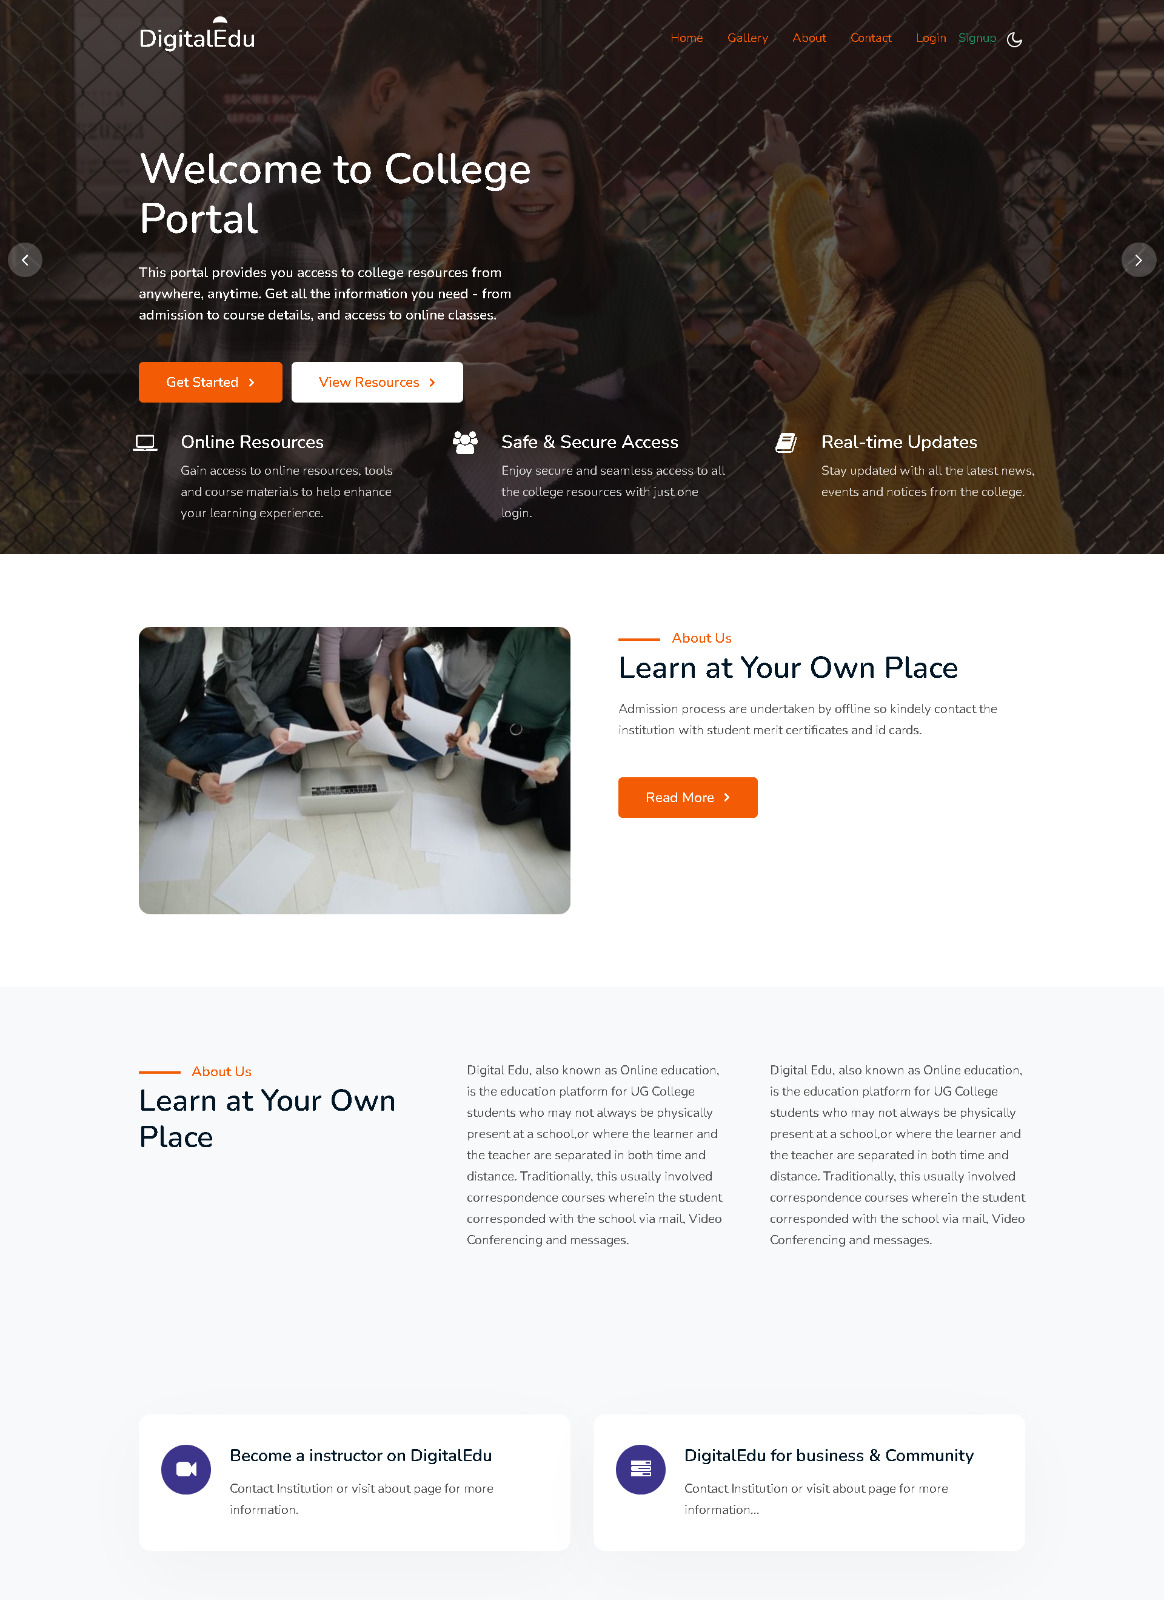 DigitalEdu
Home Gallery About Contact Login Signup
Welcome to College
Portal
This portal provides you access to college resources from
anywhere, anytime. Get all the information you need - from
admission to course details, and access to online classes.
Get Started
View Resources
Online Resources
Gain access to online resources, tools
and course materials to help enhance
your learning experience.
Safe & Secure Access
Enjoy secure and seamless access to all
the college resources with just one
login.
Real-time Updates
Stay updated with all the latest news,
events and notices from the college.
About Us
Learn at Your Own Place
Admission process are undertaken by offline so kindely contact the
institution with student merit certificates and id cards.
Read More
About Us
Learn at Your Own
Place
Digital Edu, also known as Online education,
is the education platform for UG College
students who may not always be physically
present at a school,or where the learner and
the teacher are separated in both time and
distance. Traditionally, this usually involved
correspondence courses wherein the student
corresponded with the school via mail, Video
Conferencing and messages.
Digital Edu, also known as Online education,
is the education platform for UG College
students who may not always be physically
present at a school,or where the learner and
the teacher are separated in both time and
distance. Traditionally, this usually involved
correspondence courses wherein the student
corresponded with the school via mail, Video
Conferencing and messages.
Become a instructor on DigitalEdu
Contact Institution or visit about page for more
information.
DigitalEdu for business & Community
Contact Institution or visit about page for more
information...